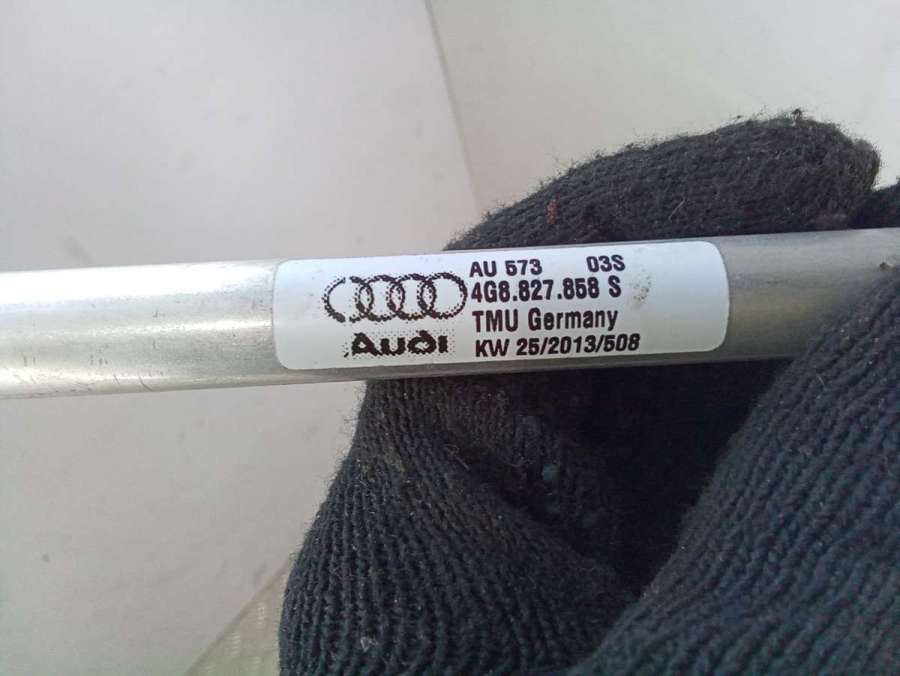 AU 573 03S
4G8.827.858 S
TMU Germany
KW 25/2013/508
Audi